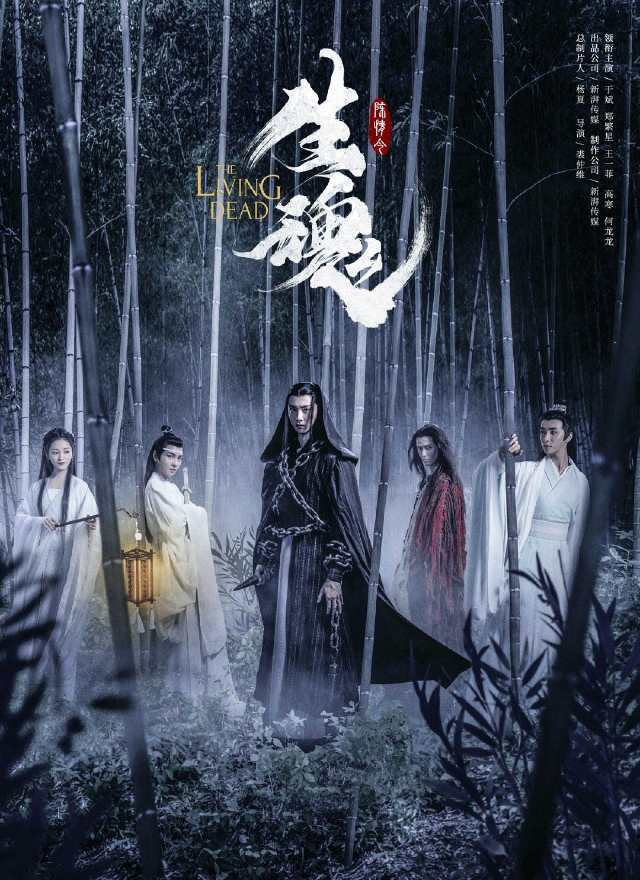 陈情令
生魂
THE
LIVING
DEAD
领衔主演/于斌 郑繁星 王一菲 高寒 何龙龙
出品公司/新湃传媒 制作公司/新湃传媒
总制片人/杨夏 导演/裘仲维